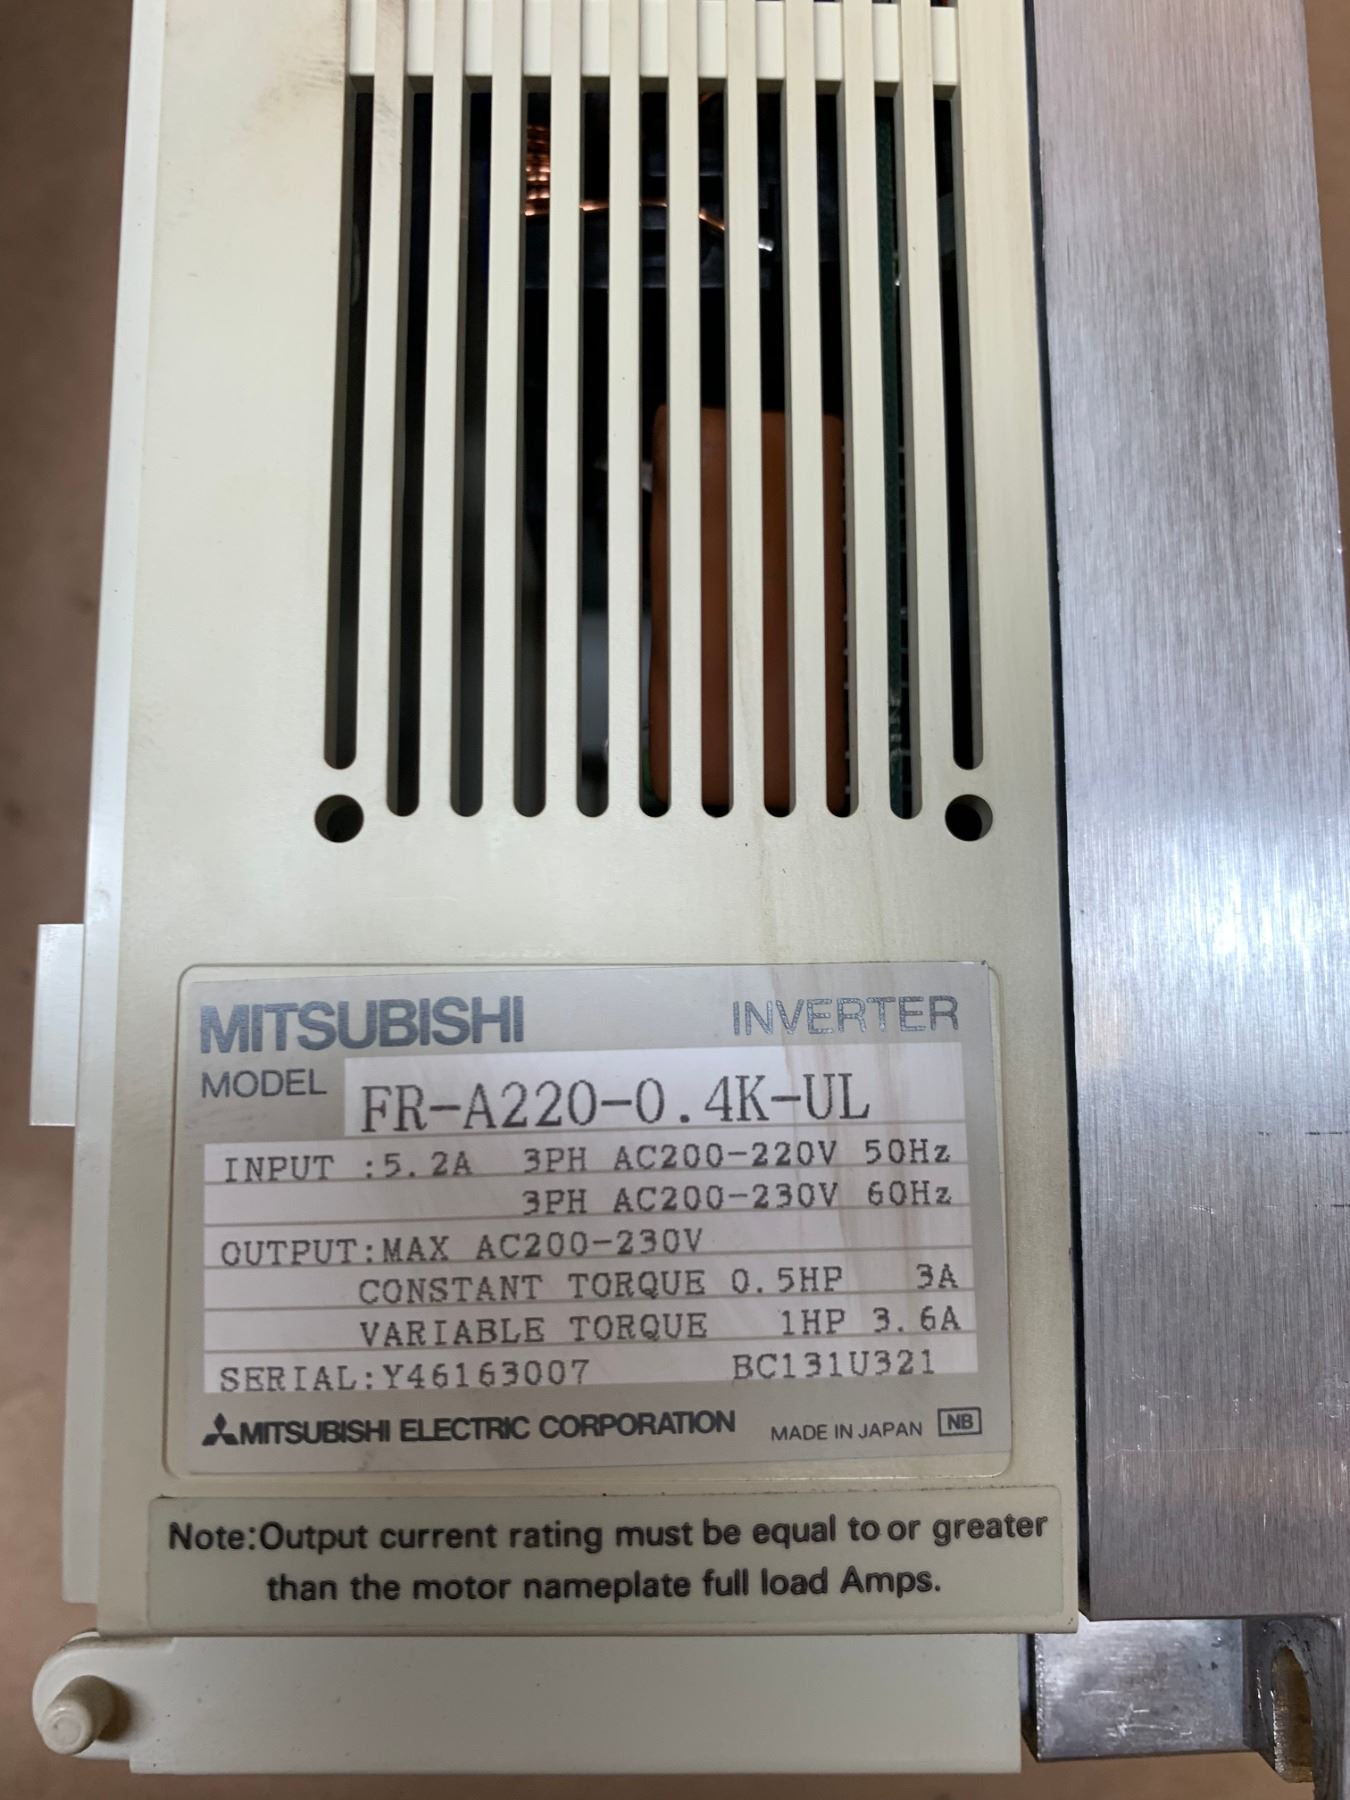 MITSUBISHI INVERTER
MODEL FR-A220-0.4K-UL
INPUT :5.2A 3PH AC200-220V 50Hz
3PH AC200-230V 60Hz
OUTPUT:MAX AC200-230V
CONSTANT TORQUE 0.5HP 3A
VARIABLE TORQUE 1HP 3.6A
SERIAL:Y46163007 BC131U321
MITSUBISHI ELECTRIC CORPORATION MADE IN JAPAN NB
Note:Output current rating must be equal to or greater
than the motor nameplate full load Amps.